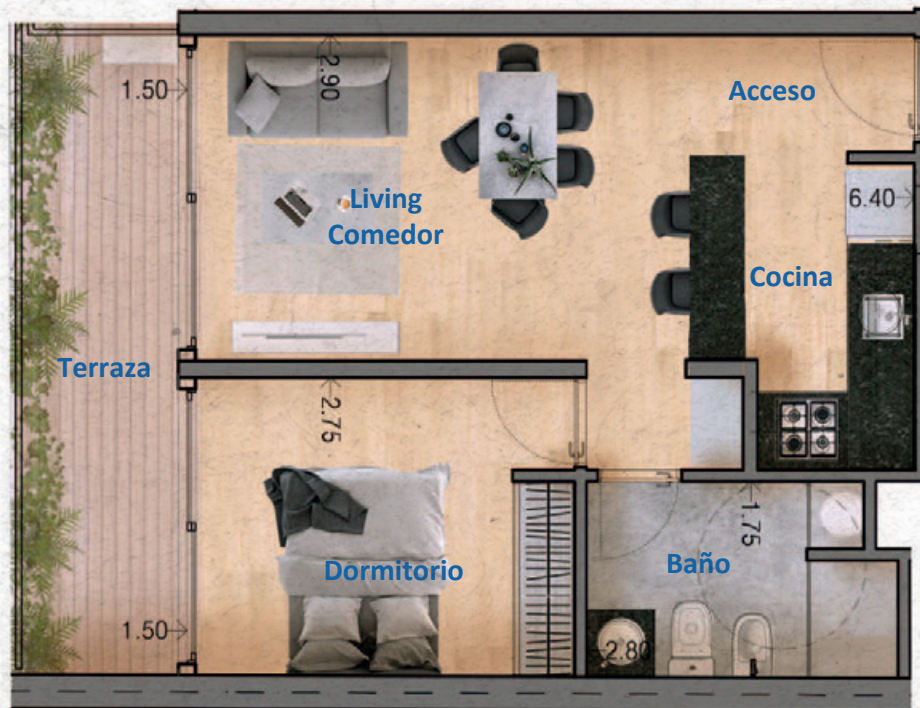 Acceso
1.50
2.90
6.40
Living
Comedor
Cocina
Terraza
2.75
1.75
Dormitorio
Baño
1.50
2.80